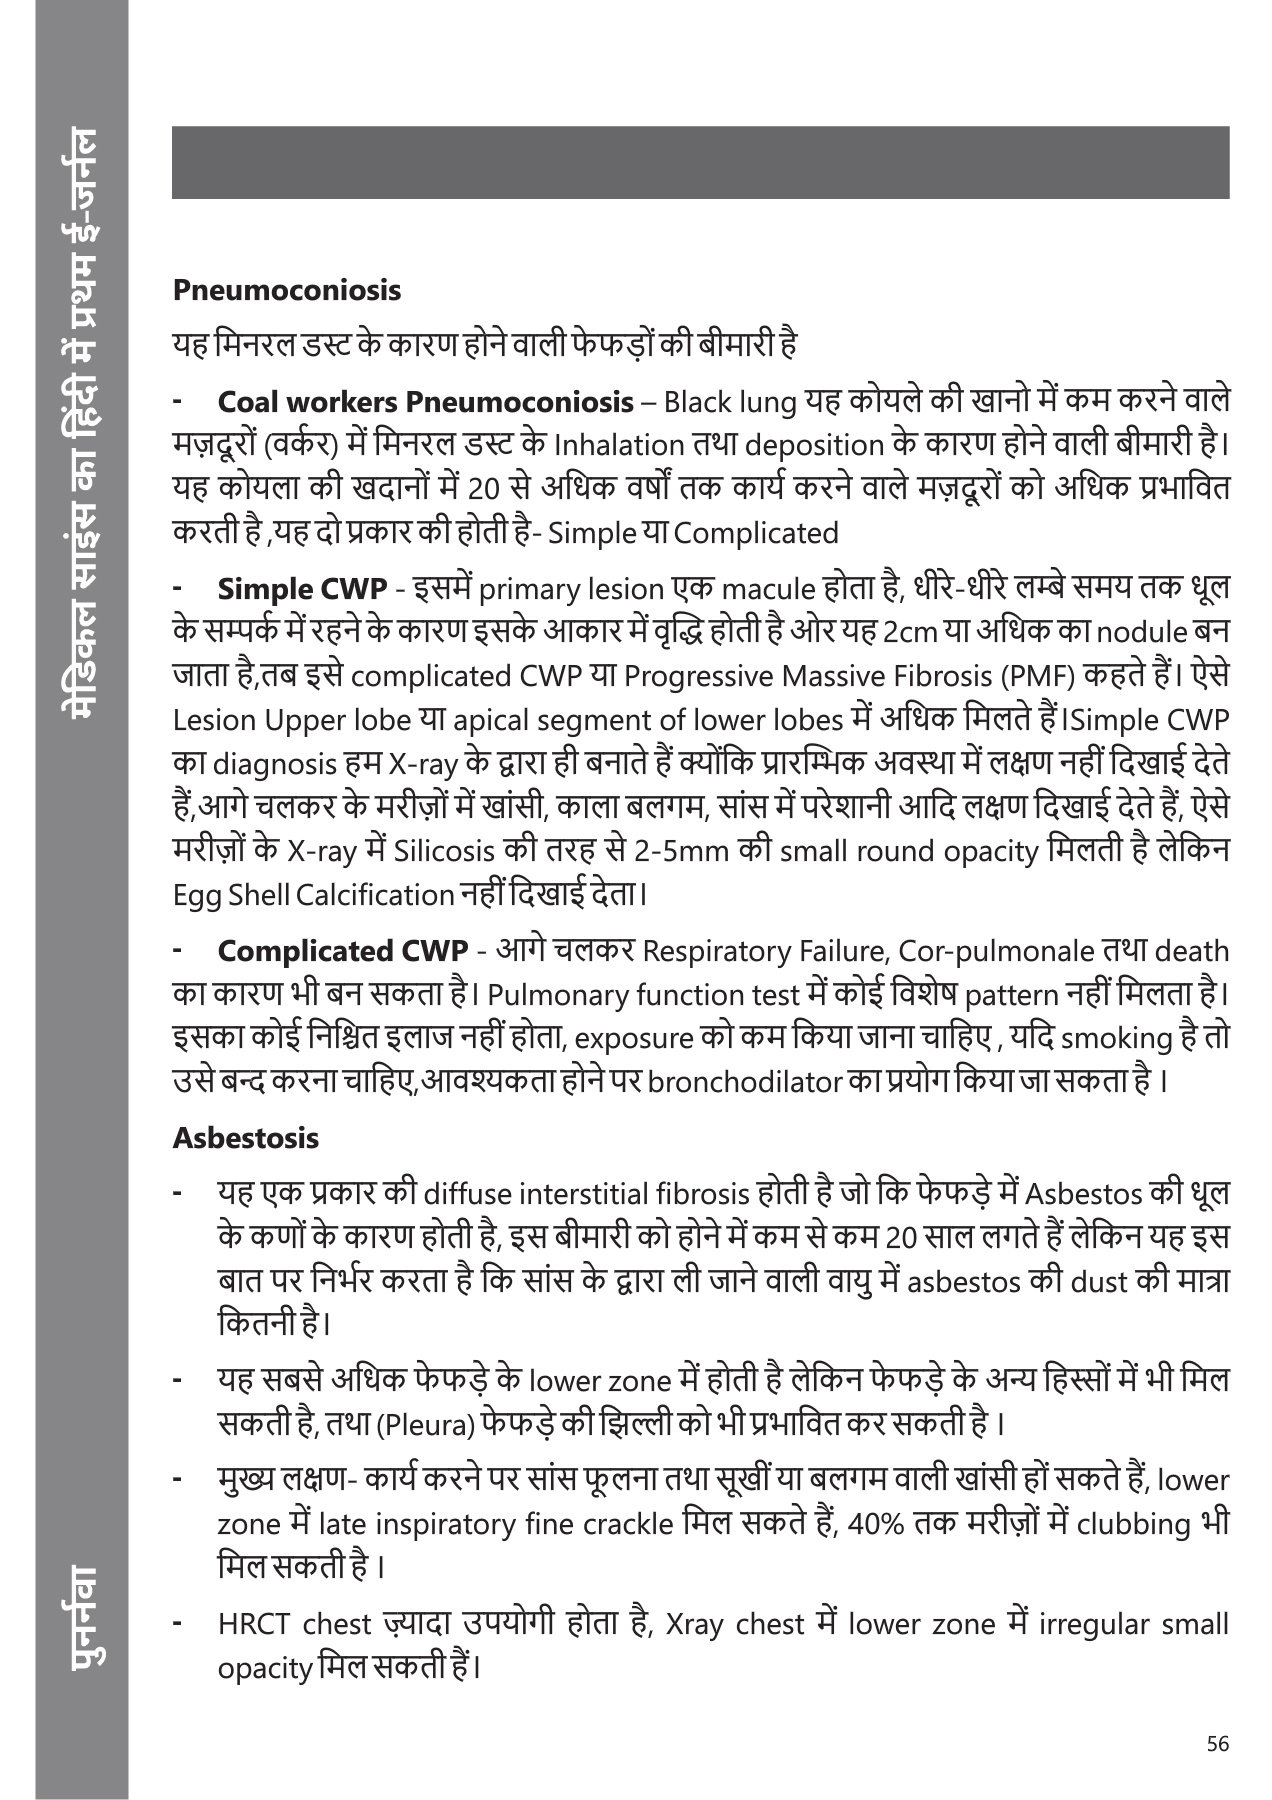 मेडिकल साइंस का हिंदी में प्रथम ई-जर्नल
पुनर्नवा
Pneumoconiosis
यह मिनरल डस्ट के कारण होने वाली फेफड़ों की बीमारी है
- Coal workers Pneumoconiosis – Black lung यह कोयले की खानो में कम करने वाले
मज़दूरों (वर्कर) में मिनरल डस्ट के Inhalation तथा deposition के कारण होने वाली बीमारी है।
यह कोयला की खदानों में 20 से अधिक वर्षों तक कार्य करने वाले मज़दूरों को अधिक प्रभावित
करती है ,यह दो प्रकार की होती है- Simple या Complicated
- Simple CWP - इसमें primary lesion एक macule होता है, धीरे-धीरे लम्बे समय तक धूल
के सम्पर्क में रहने के कारण इसके आकार में वृद्धि होती है ओर यह 2cm या अधिक का nodule बन
जाता है,तब इसे complicated CWP या Progressive Massive Fibrosis (PMF) कहते हैं। ऐसे
Lesion Upper lobe या apical segment of lower lobes में अधिक मिलते हैं।Simple CWP
का diagnosis हम X-ray के द्वारा ही बनाते हैं क्योंकि प्रारम्भिक अवस्था में लक्षण नहीं दिखाई देते
हैं,आगे चलकर के मरीज़ों में खांसी, काला बलगम, सांस में परेशानी आदि लक्षण दिखाई देते हैं, ऐसे
मरीज़ों के X-ray में Silicosis की तरह से 2-5mm की small round opacity मिलती है लेकिन
Egg Shell Calcification नहीं दिखाई देता।
- Complicated CWP - आगे चलकर Respiratory Failure, Cor-pulmonale तथा death
का कारण भी बन सकता है। Pulmonary function test में कोई विशेष pattern नहीं मिलता है।
इसका कोई निश्चित इलाज नहीं होता, exposure को कम किया जाना चाहिए , यदि smoking है तो
उसे बन्द करना चाहिए,आवश्यकता होने पर bronchodilator का प्रयोग किया जा सकता है ।
Asbestosis
- यह एक प्रकार की diffuse interstitial fibrosis होती है जो कि फेफड़े में Asbestos की धूल
के कणों के कारण होती है, इस बीमारी को होने में कम से कम 20 साल लगते हैं लेकिन यह इस
बात पर निर्भर करता है कि सांस के द्वारा ली जाने वाली वायु में asbestos की dust की मात्रा
कितनी है।
- यह सबसे अधिक फेफड़े के lower zone में होती है लेकिन फेफड़े के अन्य हिस्सों में भी मिल
सकती है, तथा (Pleura) फेफड़े की झिल्ली को भी प्रभावित कर सकती है ।
- मुख्य लक्षण- कार्य करने पर सांस फूलना तथा सूखीं या बलगम वाली खांसी हों सकते हैं, lower
zone में late inspiratory fine crackle मिल सकते हैं, 40% तक मरीज़ों में clubbing भी
मिल सकती है ।
- HRCT chest ज़्यादा उपयोगी होता है, Xray chest में lower zone में irregular small
opacity मिल सकती हैं।
56